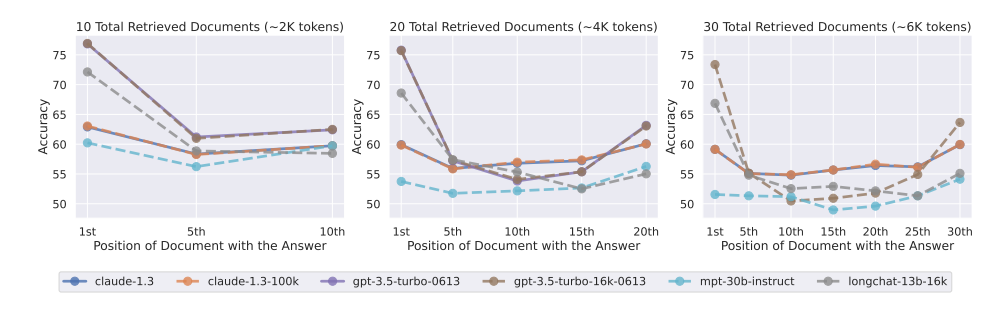 10 Total Retrieved Documents (~2K tokens)
Accuracy
75
70
65
60
55
50
1st 5th 10th
Position of Document with the Answer
20 Total Retrieved Documents (~4K tokens)
Accuracy
75
70
65
60
55
50
1st 5th 10th 15th 20th
Position of Document with the Answer
30 Total Retrieved Documents (~6K tokens)
Accuracy
75
70
65
60
55
50
1st 5th 10th 15th 20th 25th 30th
Position of Document with the Answer
claude-1.3 claude-1.3-100k gpt-3.5-turbo-0613 gpt-3.5-turbo-16k-0613 mpt-30b-instruct longchat-13b-16k